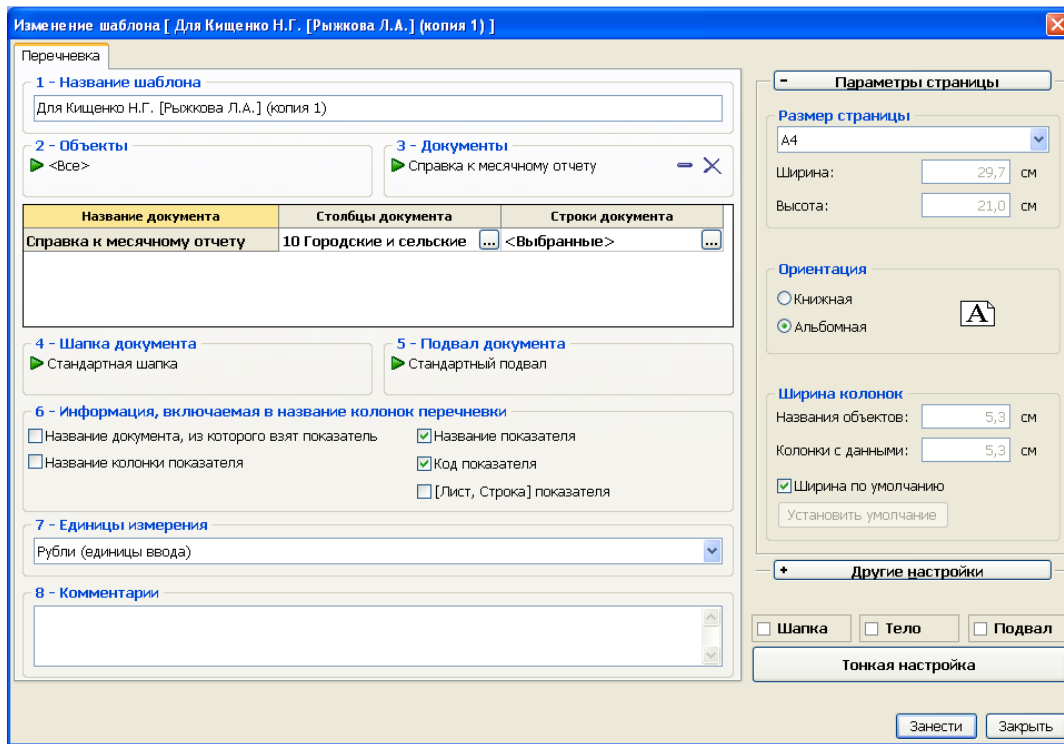 Изменение шаблона [ Для Кищенко Н.Г. [Рыжкова Л.А.] (копия 1) ]
Перечневка
1 - Название шаблона
Для Кищенко Н.Г. [Рыжкова Л.А.] (копия 1)
2 - Объекты
<Все>
3 - Документы
Справка к месячному отчету
Название документа Столбцы документа Строки документа
Справка к месячному отчету 10 Городские и сельские ... <Выбранные> ...
4 - Шапка документа
Стандартная шапка
5 - Подвал документа
Стандартный подвал
6 - Информация, включаемая в название колонок перечневки
Название документа, из которого взят показатель
Название колонки показателя
Название показателя
Код показателя
[Лист, Строка] показателя
7 - Единицы измерения
Рубли (единицы ввода)
8 - Комментарии
- Параметры страницы
Размер страницы
A4
Ширина: 29,7 см
Высота: 21,0 см
Ориентация
Книжная
Альбомная
A
Ширина колонок
Названия объектов: 5,3 см
Колонки с данными: 5,3 см
Ширина по умолчанию
Установить умолчание
+ Другие настройки
Шапка Тело Подвал
Тонкая настройка
Занести Закрыть